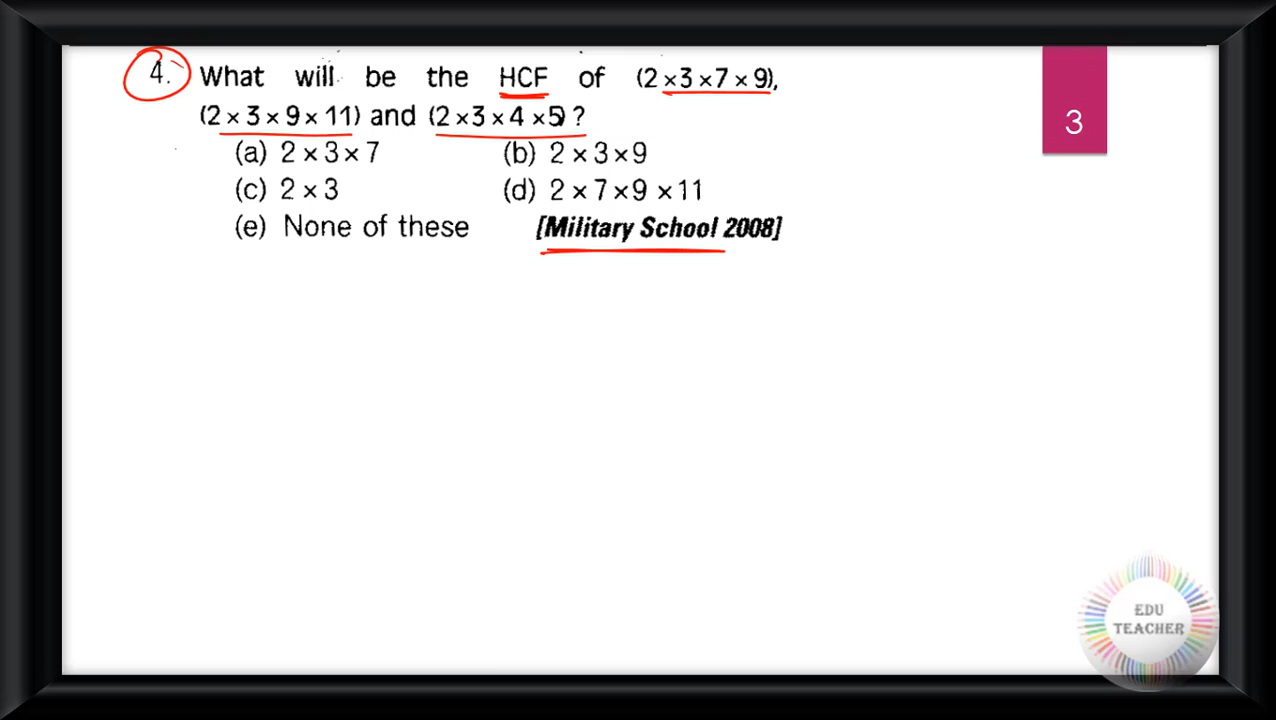 4. What will be the HCF of (2 × 3 × 7 × 9),
(2 × 3 × 9 × 11) and (2 × 3 × 4 × 5) ?
(a) 2 × 3 × 7 (b) 2 × 3 × 9
(c) 2 × 3 (d) 2 × 7 × 9 × 11
(e) None of these [Military School 2008]
3
EDU
TEACHER